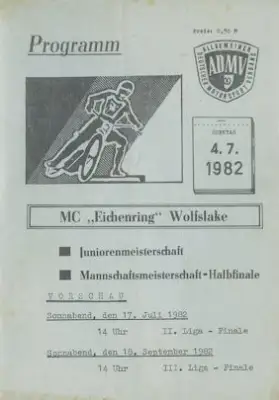 Preis: 0,50 M
Programm
ALLGEMEINER
DEUTSCHER
ADMV
MOTORSPORT VERBAND
SONNTAG
4.7.
1982
MC „Eichenring" Wolfslake
Juniorenmeisterschaft
Mannschaftsmeisterschaft-Halbfinale
VORSCHAU
Sonnabend, den 17. Juli 1982
14 Uhr II. Liga - Finale
Sonnabend, den 18. September 1982
14 Uhr III. Liga - Finale